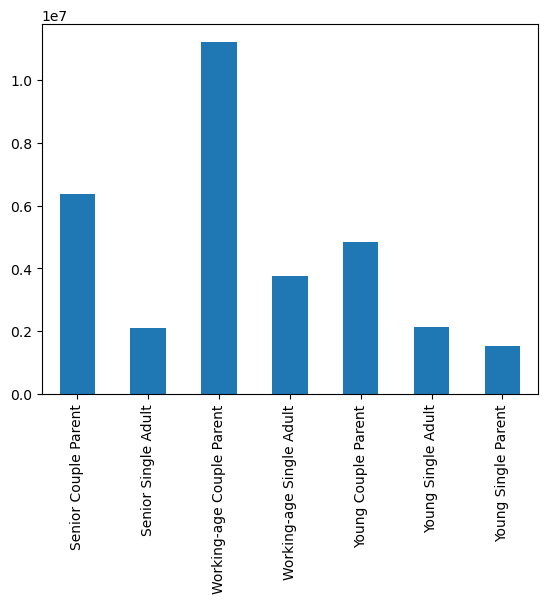 1e7
1.0
0.8
0.6
0.4
0.2
0.0
Senior Couple Parent
Senior Single Adult
Working-age Couple Parent
Working-age Single Adult
Young Couple Parent
Young Single Adult
Young Single Parent